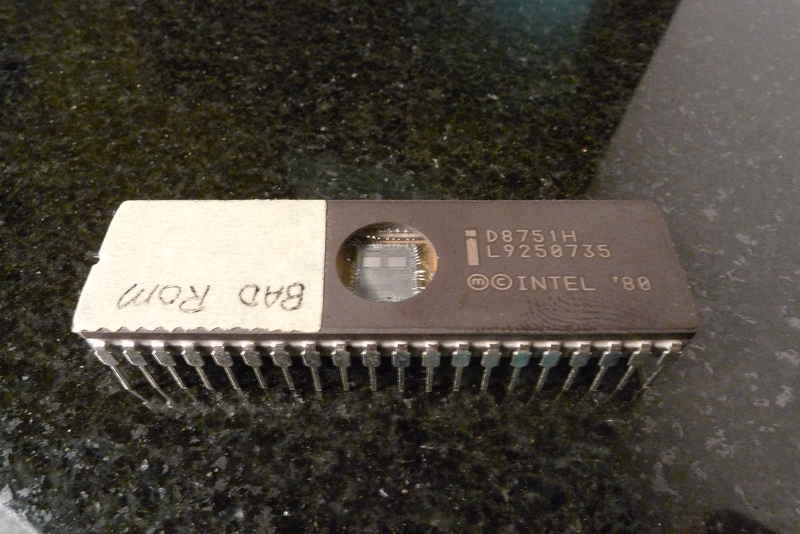 BAD ROM
i D8751H
L9250735
ⓜ©INTEL '80